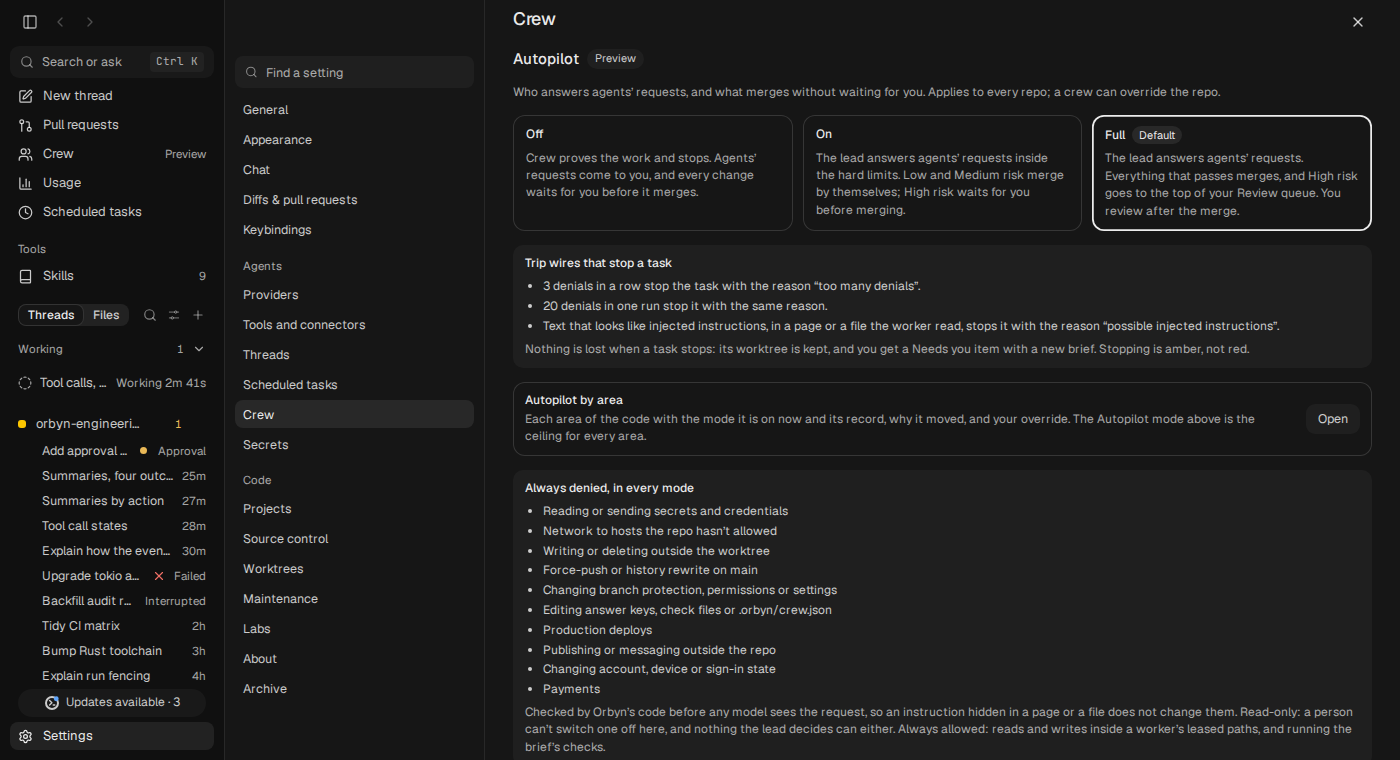 Search or ask
Ctrl K
New thread
Pull requests
Crew
Preview
Usage
Scheduled tasks
Tools
Skills
9
Threads
Files
Working
1
Tool calls, ...
Working 2m 41s
orbyn-engineeri...
1
Add approval ...
Approval
Summaries, four outc...
25m
Summaries by action
27m
Tool call states
28m
Explain how the even...
30m
Upgrade tokio a...
Failed
Backfill audit r...
Interrupted
Tidy CI matrix
2h
Bump Rust toolchain
3h
Explain run fencing
4h
Updates available · 3
Settings
Find a setting
General
Appearance
Chat
Diffs & pull requests
Keybindings
Agents
Providers
Tools and connectors
Threads
Scheduled tasks
Crew
Secrets
Code
Projects
Source control
Worktrees
Maintenance
Labs
About
Archive
Crew
Autopilot
Preview
Who answers agents' requests, and what merges without waiting for you. Applies to every repo; a crew can override the repo.
Off
Crew proves the work and stops. Agents'
requests come to you, and every change
waits for you before it merges.
On
The lead answers agents' requests inside
the hard limits. Low and Medium risk merge
by themselves; High risk waits for you
before merging.
Full
Default
The lead answers agents' requests.
Everything that passes merges, and High risk
goes to the top of your Review queue. You
review after the merge.
Trip wires that stop a task
• 3 denials in a row stop the task with the reason “too many denials”.
• 20 denials in one run stop it with the same reason.
• Text that looks like injected instructions, in a page or a file the worker read, stops it with the reason “possible injected instructions”.
Nothing is lost when a task stops: its worktree is kept, and you get a Needs you item with a new brief. Stopping is amber, not red.
Autopilot by area
Each area of the code with the mode it is on now and its record, why it moved, and your override. The Autopilot mode above is the
ceiling for every area.
Open
Always denied, in every mode
• Reading or sending secrets and credentials
• Network to hosts the repo hasn't allowed
• Writing or deleting outside the worktree
• Force-push or history rewrite on main
• Changing branch protection, permissions or settings
• Editing answer keys, check files or .orbyn/crew.json
• Production deploys
• Publishing or messaging outside the repo
• Changing account, device or sign-in state
• Payments
Checked by Orbyn's code before any model sees the request, so an instruction hidden in a page or a file does not change them. Read-only: a person
can't switch one off here, and nothing the lead decides can either. Always allowed: reads and writes inside a worker's leased paths, and running the
brief's checks.